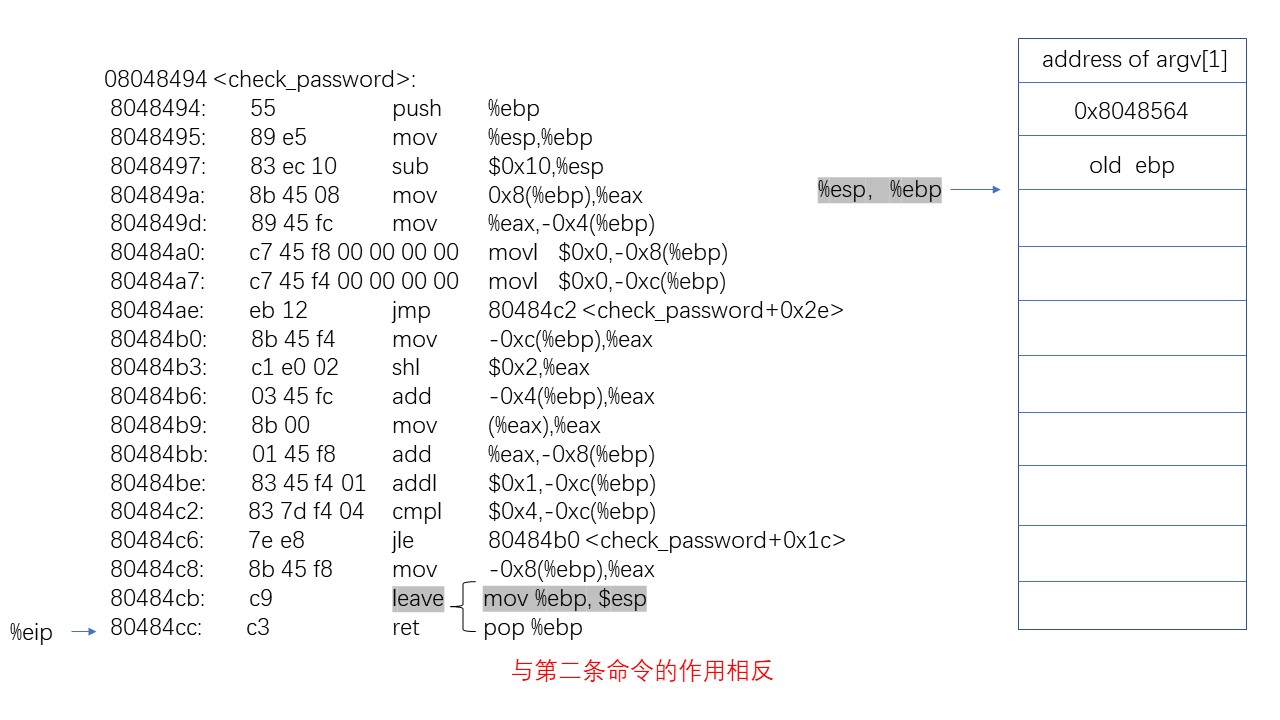 08048494 <check_password>:
8048494: 55 push %ebp
8048495: 89 e5 mov %esp,%ebp
8048497: 83 ec 10 sub $0x10,%esp
804849a: 8b 45 08 mov 0x8(%ebp),%eax
804849d: 89 45 fc mov %eax,-0x4(%ebp)
80484a0: c7 45 f8 00 00 00 00 movl $0x0,-0x8(%ebp)
80484a7: c7 45 f4 00 00 00 00 movl $0x0,-0xc(%ebp)
80484ae: eb 12 jmp 80484c2 <check_password+0x2e>
80484b0: 8b 45 f4 mov -0xc(%ebp),%eax
80484b3: c1 e0 02 shl $0x2,%eax
80484b6: 03 45 fc add -0x4(%ebp),%eax
80484b9: 8b 00 mov (%eax),%eax
80484bb: 01 45 f8 add %eax,-0x8(%ebp)
80484be: 83 45 f4 01 addl $0x1,-0xc(%ebp)
80484c2: 83 7d f4 04 cmpl $0x4,-0xc(%ebp)
80484c6: 7e e8 jle 80484b0 <check_password+0x1c>
80484c8: 8b 45 f8 mov -0x8(%ebp),%eax
80484cb: c9 leave mov %ebp, $esp
%eip 80484cc: c3 ret pop %ebp
与第二条命令的作用相反
%esp, %ebp
address of argv[1]
0x8048564
old ebp